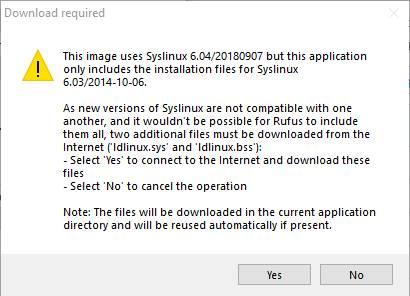 Download required
This image uses Syslinux 6.04/20180907 but this application
only includes the installation files for Syslinux
6.03/2014-10-06.
As new versions of Syslinux are not compatible with one
another, and it wouldn't be possible for Rufus to include
them all, two additional files must be downloaded from the
Internet ('ldlinux.sys' and 'ldlinux.bss'):
- Select 'Yes' to connect to the Internet and download these
files
- Select 'No' to cancel the operation
Note: The files will be downloaded in the current application
directory and will be reused automatically if present.
Yes
No